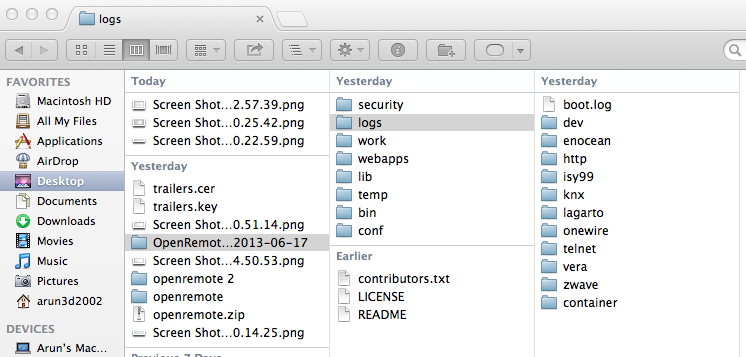 logs
FAVORITES
Macintosh HD
All My Files
Applications
AirDrop
Desktop
Documents
Downloads
Movies
Music
Pictures
arun3d2002
DEVICES
Arun's Mac...
Today
Screen Shot...2.57.39.png
Screen Shot...0.25.42.png
Screen Shot...0.22.59.png
Yesterday
trailers.cer
trailers.key
Screen Shot...0.51.14.png
OpenRemot...2013-06-17
Screen Shot...4.50.53.png
openremote 2
openremote
openremote.zip
Screen Shot...0.14.25.png
Previous 7 Days
Yesterday
security
logs
work
webapps
lib
temp
bin
conf
Earlier
contributors.txt
LICENSE
README
Yesterday
boot.log
dev
enocean
http
isy99
knx
lagarto
onewire
telnet
vera
zwave
container